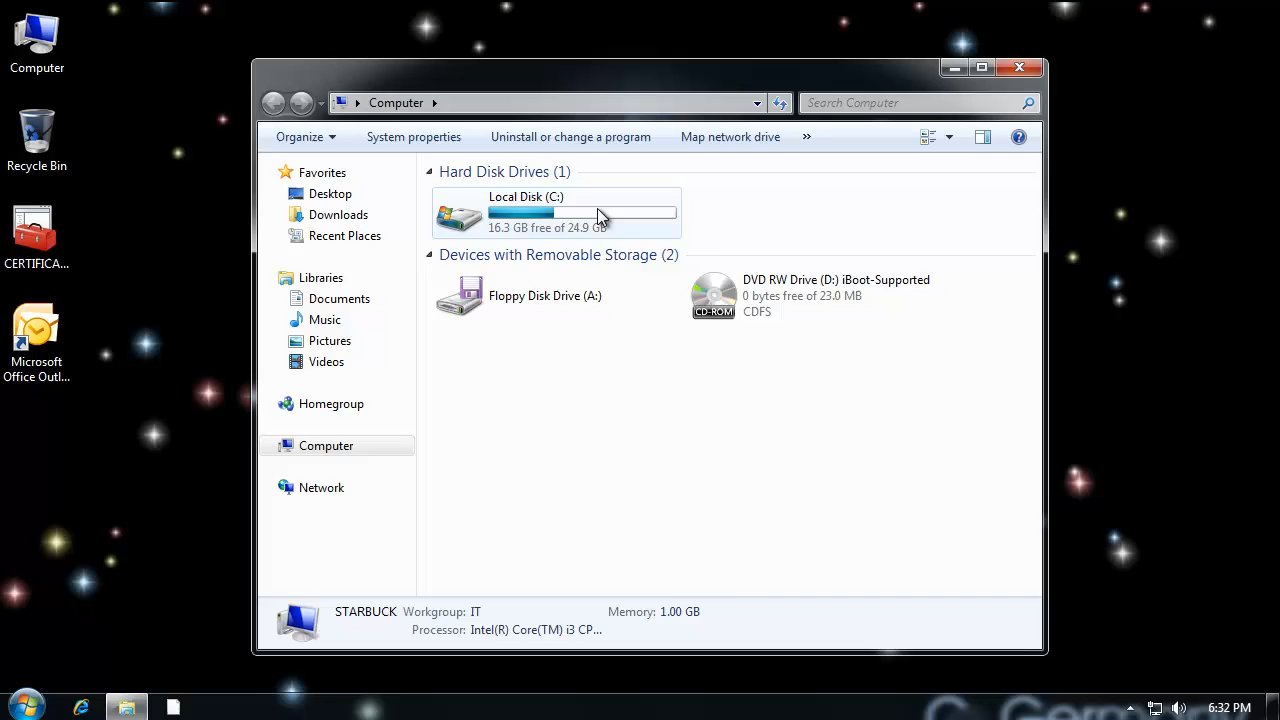 Computer
Recycle Bin
CERTIFICA...
Microsoft
Office Outl...
Computer
Search Computer
Organize
System properties
Uninstall or change a program
Map network drive
»
Favorites
Desktop
Downloads
Recent Places
Libraries
Documents
Music
Pictures
Videos
Homegroup
Computer
Network
Hard Disk Drives (1)
Local Disk (C:)
16.3 GB free of 24.9 GB
Devices with Removable Storage (2)
Floppy Disk Drive (A:)
CD-ROM
DVD RW Drive (D:) iBoot-Supported
0 bytes free of 23.0 MB
CDFS
STARBUCK Workgroup: IT Memory: 1.00 GB
Processor: Intel(R) Core(TM) i3 CP...
6:32 PM